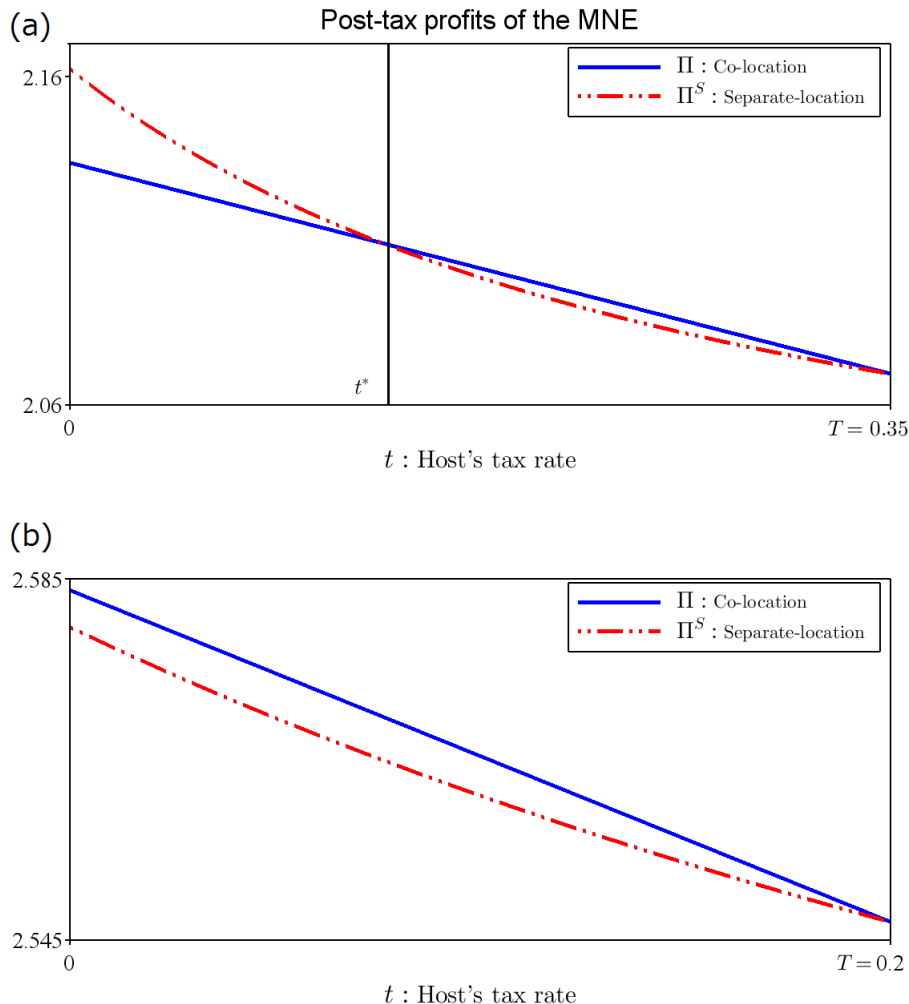 (a)
Post-tax profits of the MNE
2.16
Π : Co-location
Π^S : Separate-location
t*
2.06
0
T = 0.35
t : Host's tax rate
(b)
2.585
Π : Co-location
Π^S : Separate-location
2.545
0
T = 0.2
t : Host's tax rate